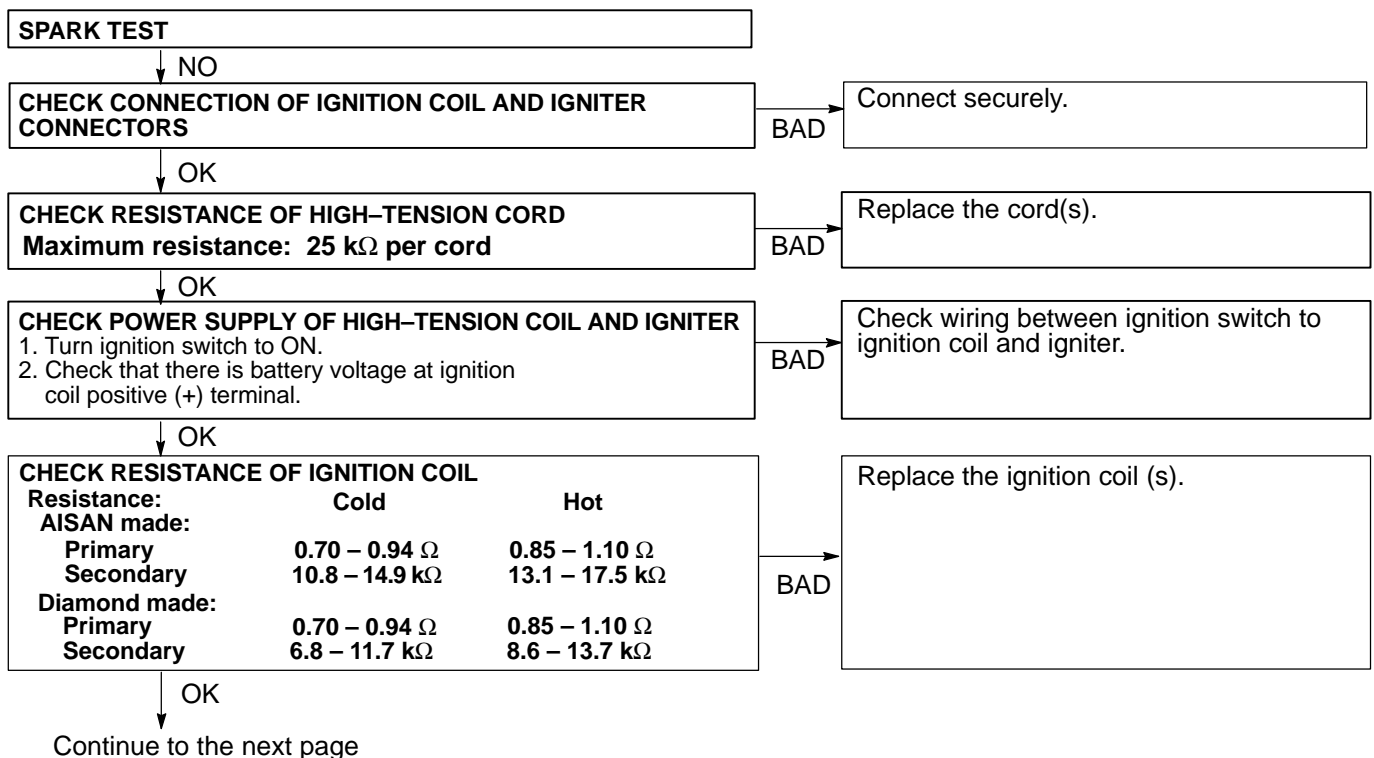 SPARK TEST
NO
CHECK CONNECTION OF IGNITION COIL AND IGNITER
CONNECTORS
BAD
Connect securely.
OK
CHECK RESISTANCE OF HIGH–TENSION CORD
Maximum resistance: 25 kΩ per cord
BAD
Replace the cord(s).
OK
CHECK POWER SUPPLY OF HIGH–TENSION COIL AND IGNITER
1. Turn ignition switch to ON.
2. Check that there is battery voltage at ignition
coil positive (+) terminal.
BAD
Check wiring between ignition switch to
ignition coil and igniter.
OK
CHECK RESISTANCE OF IGNITION COIL
Resistance: Cold Hot
AISAN made:
Primary 0.70 – 0.94 Ω 0.85 – 1.10 Ω
Secondary 10.8 – 14.9 kΩ 13.1 – 17.5 kΩ
Diamond made:
Primary 0.70 – 0.94 Ω 0.85 – 1.10 Ω
Secondary 6.8 – 11.7 kΩ 8.6 – 13.7 kΩ
BAD
Replace the ignition coil (s).
OK
Continue to the next page